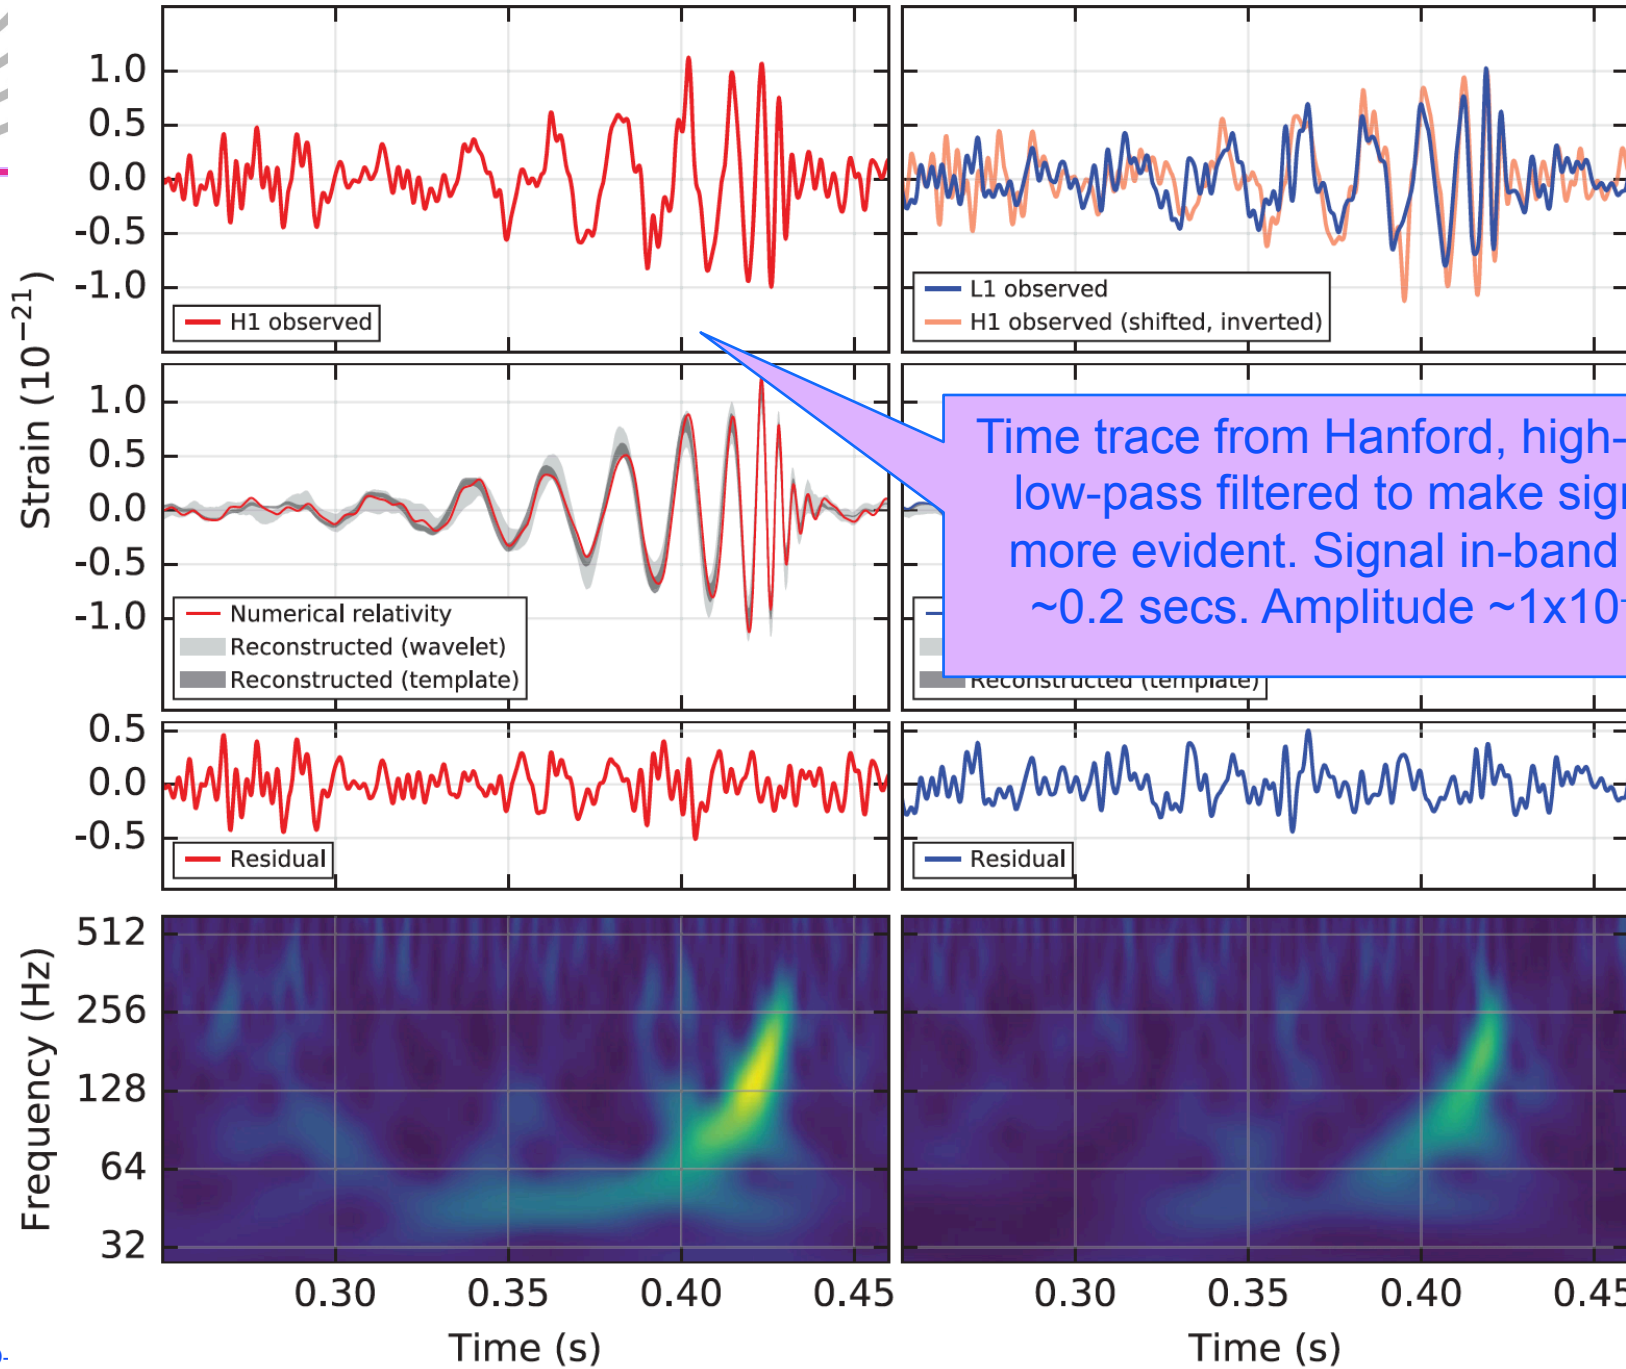 Strain (10⁻²¹)
1.0
0.5
0.0
-0.5
-1.0
H1 observed
L1 observed
H1 observed (shifted, inverted)
1.0
0.5
0.0
-0.5
-1.0
Numerical relativity
Reconstructed (wavelet)
Reconstructed (template)
Time trace from Hanford, high-
low-pass filtered to make
more evident. Signal in-band
~0.2 secs. Amplitude ~1x10
Reconstructed (template)
0.5
0.0
-0.5
Residual
Residual
Frequency (Hz)
512
256
128
64
32
0.30 0.35 0.40 0.45
0.30 0.35 0.40 0.45
Time (s)
Time (s)